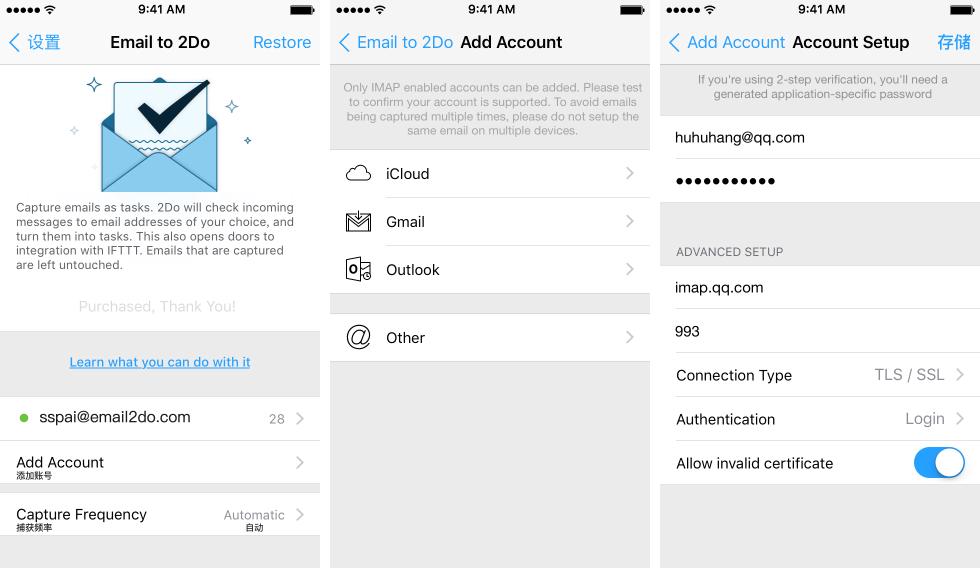 9:41 AM
设置
Email to 2Do
Restore
Capture emails as tasks. 2Do will check incoming
messages to email addresses of your choice, and
turn them into tasks. This also opens doors to
integration with IFTTT. Emails that are captured
are left untouched.
Purchased, Thank You!
Learn what you can do with it
sspai@email2do.com
28
Add Account
添加账号
Capture Frequency
Automatic
捕获频率
自动
9:41 AM
Email to 2Do
Add Account
Only IMAP enabled accounts can be added. Please test
to confirm your account is supported. To avoid emails
being captured multiple times, please do not setup the
same email on multiple devices.
iCloud
Gmail
Outlook
Other
9:41 AM
Add Account
Account Setup
存储
If you're using 2-step verification, you'll need a
generated application-specific password
huhuhang@qq.com
●●●●●●●●●●●
ADVANCED SETUP
imap.qq.com
993
Connection Type
TLS / SSL
Authentication
Login
Allow invalid certificate